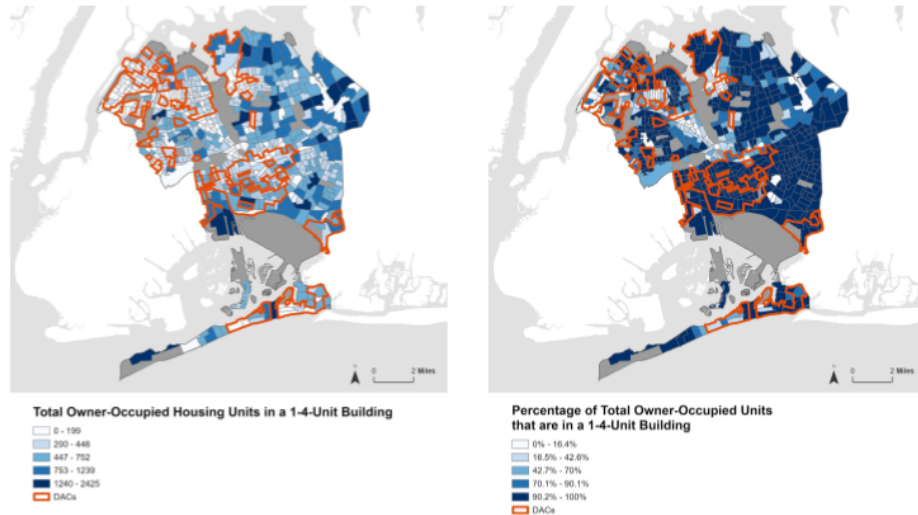 N
0 2 Miles
Total Owner-Occupied Housing Units in a 1-4-Unit Building
0 - 199
200 - 446
447 - 752
753 - 1239
1240 - 2425
DACs
N
0 2 Miles
Percentage of Total Owner-Occupied Units
that are in a 1-4-Unit Building
0% - 16.4%
16.5% - 42.6%
42.7% - 70%
70.1% - 90.1%
90.2% - 100%
DACs